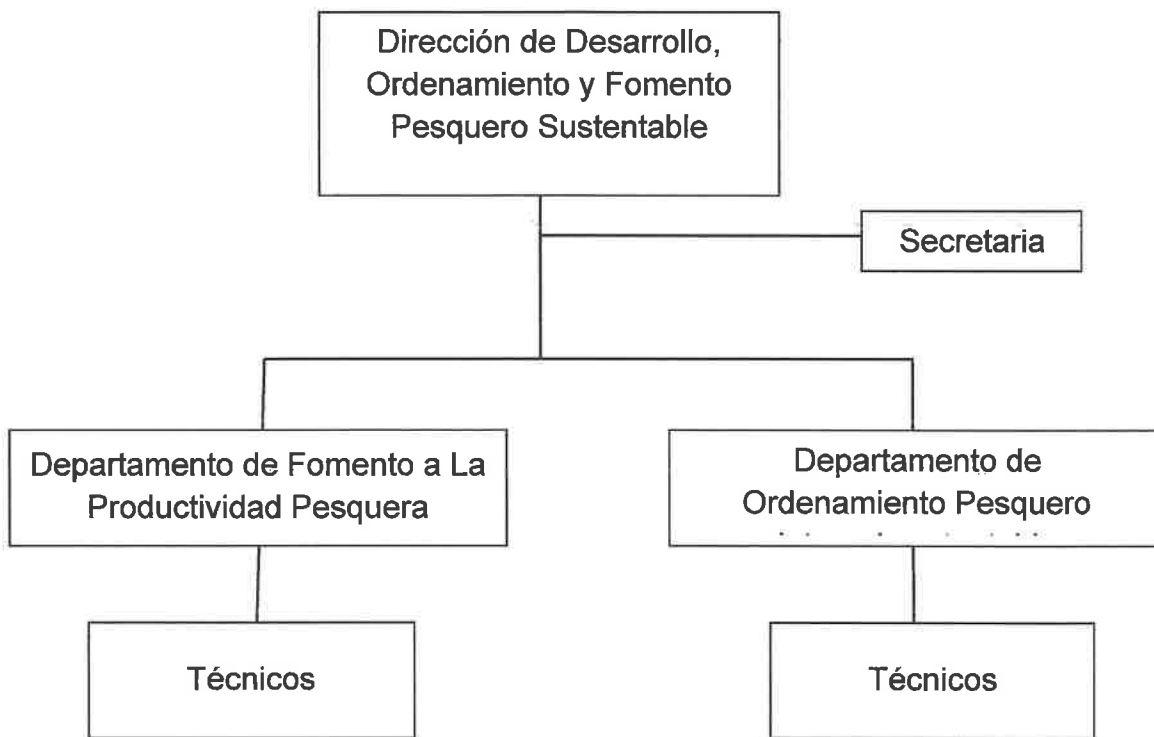 Dirección de Desarrollo,
Ordenamiento y Fomento
Pesquero Sustentable
Secretaria
Departamento de Fomento a La
Productividad Pesquera
Departamento de
Ordenamiento Pesquero
Técnicos
Técnicos